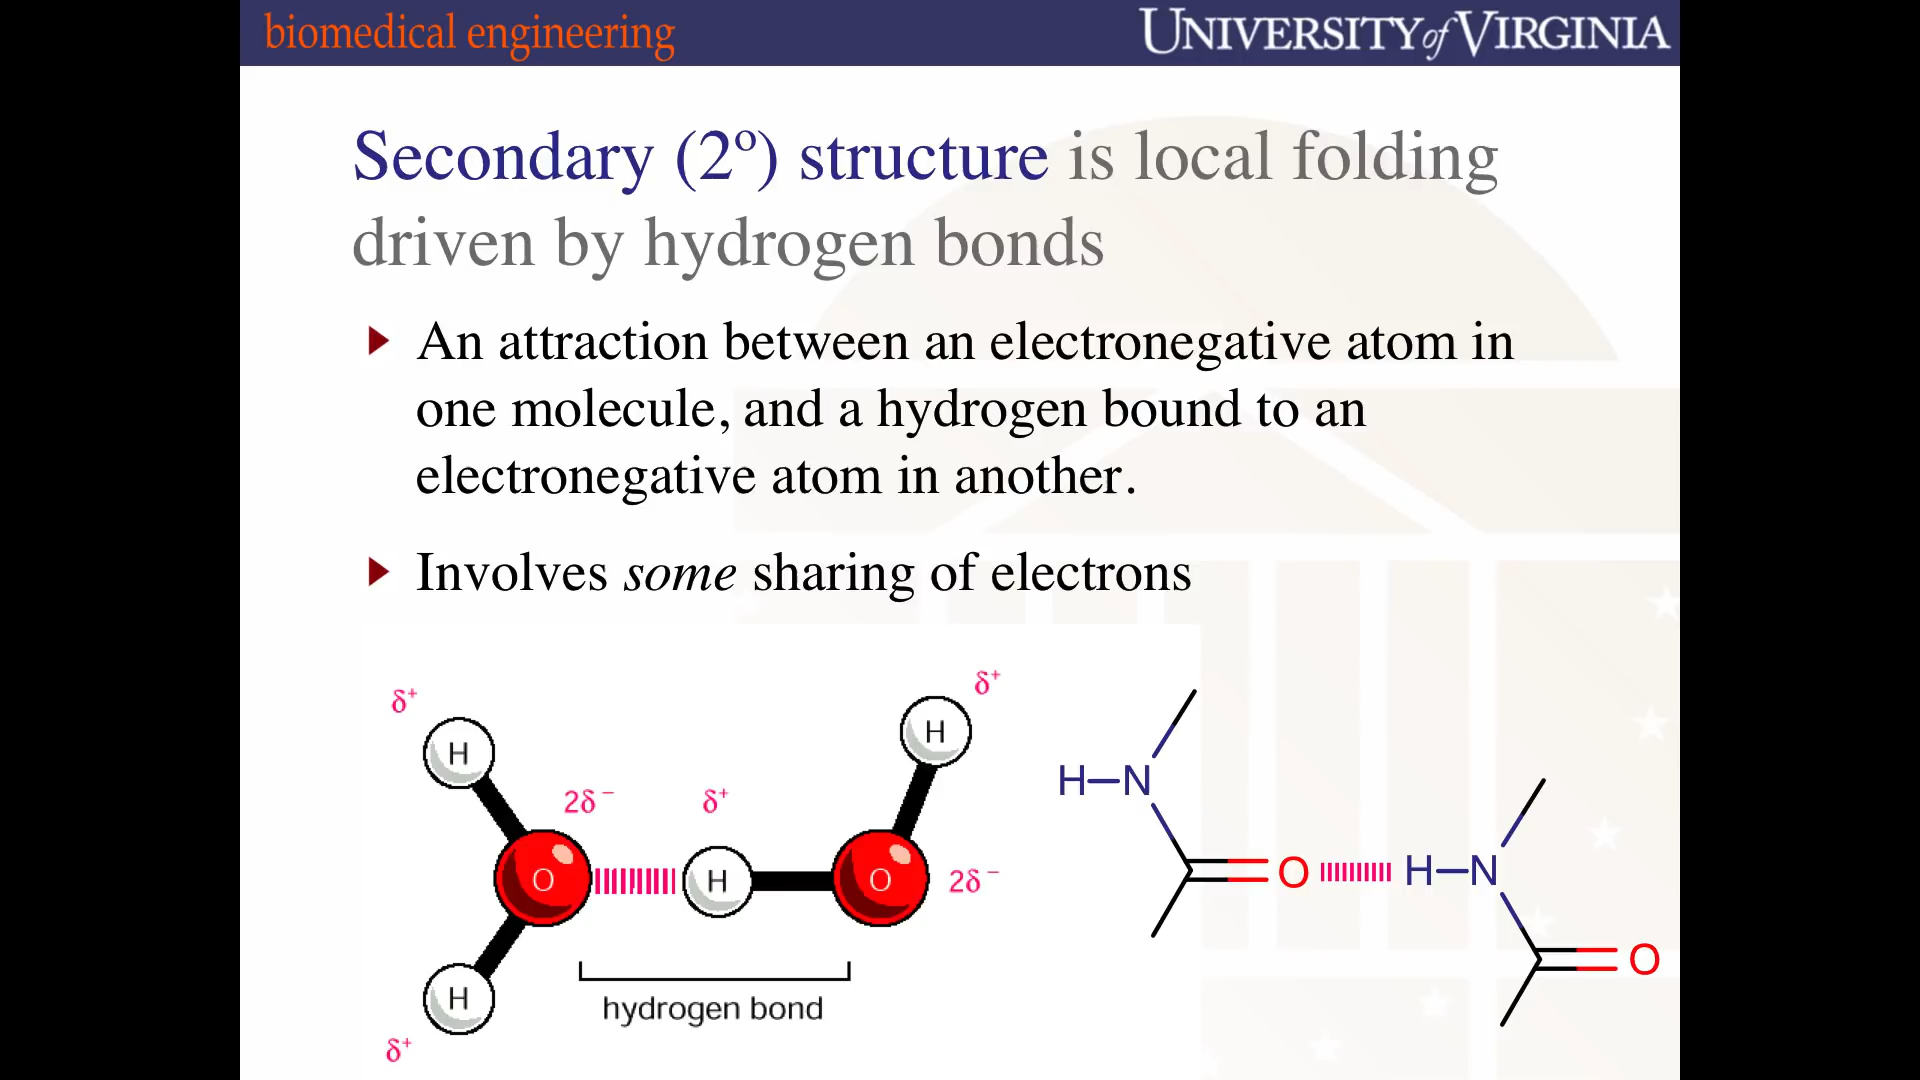 biomedical engineering
UNIVERSITY of VIRGINIA
Secondary (2º) structure is local folding
driven by hydrogen bonds
An attraction between an electronegative atom in
one molecule, and a hydrogen bound to an
electronegative atom in another.
Involves some sharing of electrons
δ+
δ+
H
H
2δ−
δ+
H–N
O
H
O
2δ−
O
H–N
H
hydrogen bond
O
δ+